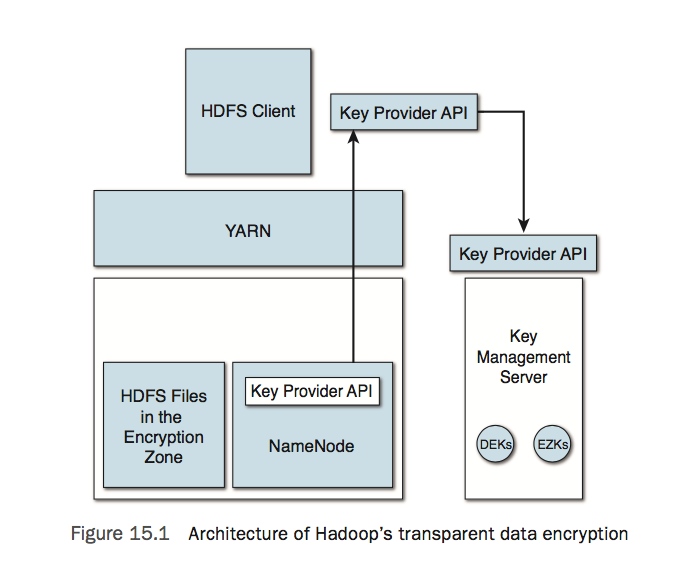 HDFS Client
Key Provider API
YARN
Key Provider API
Key
Management
Server
HDFS Files
in the
Encryption
Zone
Key Provider API
NameNode
DEKs
EZKs
Figure 15.1 Architecture of Hadoop’s transparent data encryption